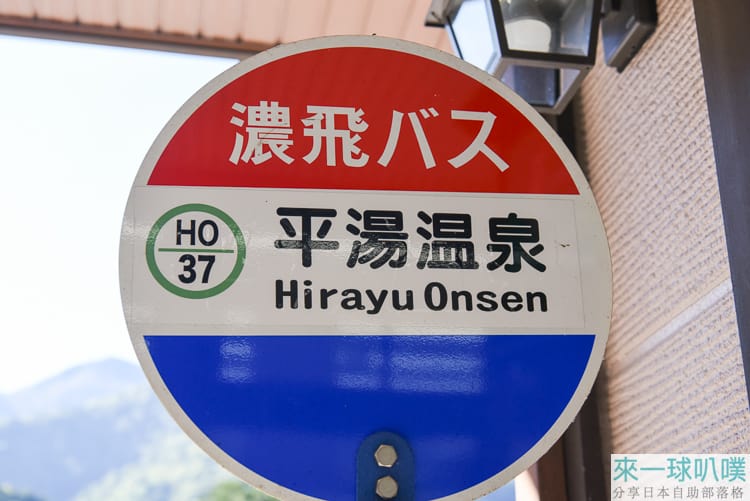 濃飛バス
HO
37
平湯温泉
Hirayu Onsen
來一球叭噗
分享日本自助部落格